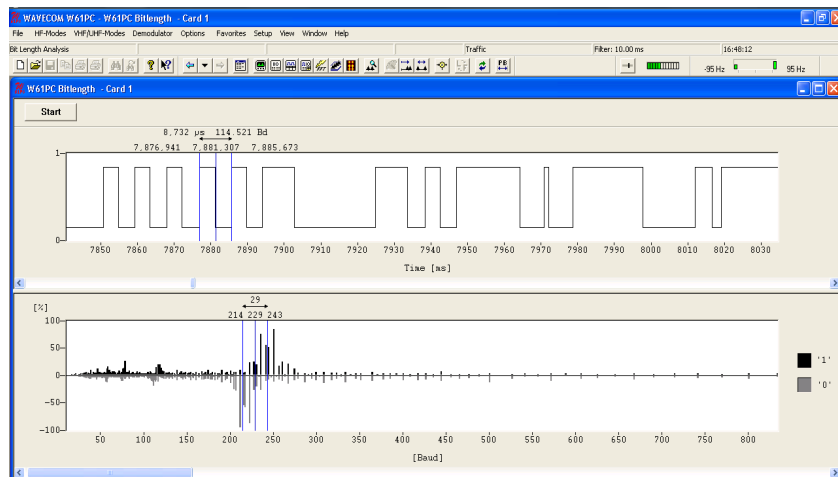 WAVECOM W61PC - W61PC Bitlength - Card 1
File HF-Modes VHF/UHF-Modes Demodulator Options Favorites Setup View Window Help
Bit Length Analysis Traffic Filter: 10.00 ms 16:48:12
PB
-95 Hz 95 Hz
W61PC Bitlength - Card 1
Start
8,732 µs 114.521 Bd
7,876,941 7,881,307 7,885,673
1
0
7850 7860 7870 7880 7890 7900 7910 7920 7930 7940 7950 7960 7970 7980 7990 8000 8010 8020 8030
Time [ms]
[%]
29
214 229 243
100
50
0
-50
-100
'1'
'0'
50 100 150 200 250 300 350 400 450 500 550 600 650 700 750 800
[Baud]